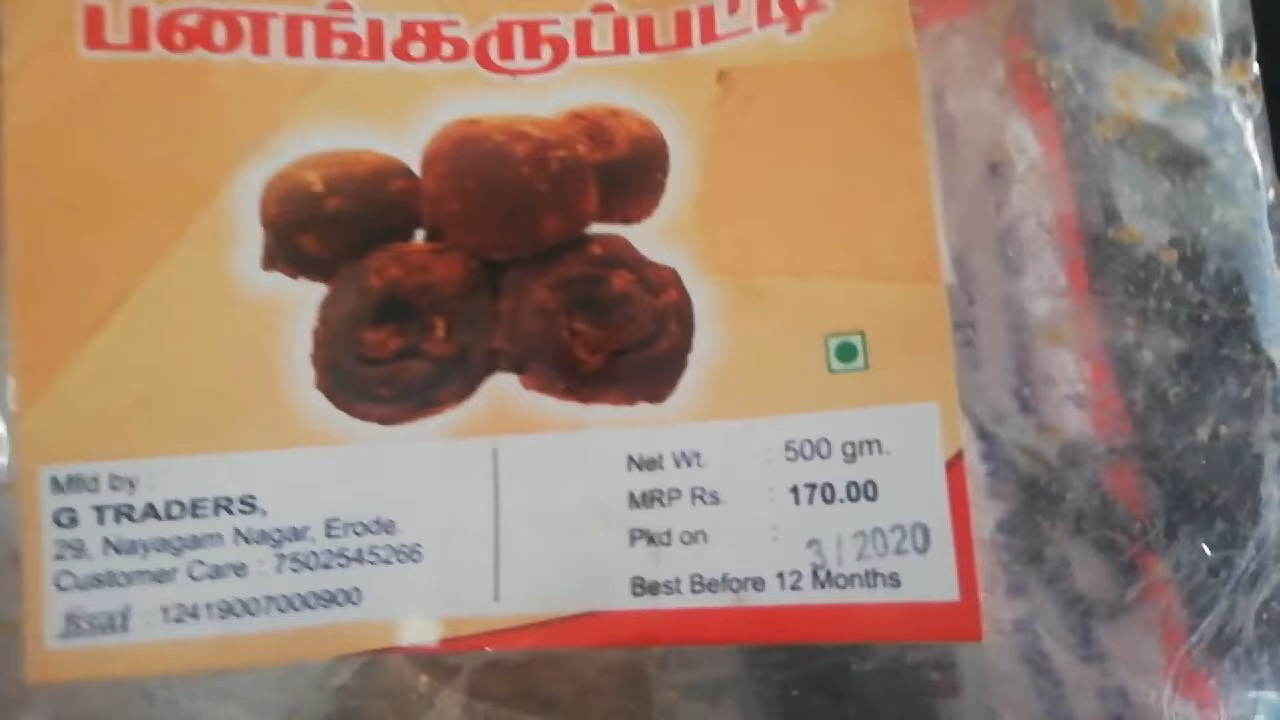 பனங்கருப்பட்டி
Mfd by :
G TRADERS,
29, Nayagam Nagar, Erode.
Customer Care : 7502545266
fssai : 12419007000900
Net Wt. : 500 gm.
MRP Rs. : 170.00
Pkd on : 3 / 2020
Best Before 12 Months